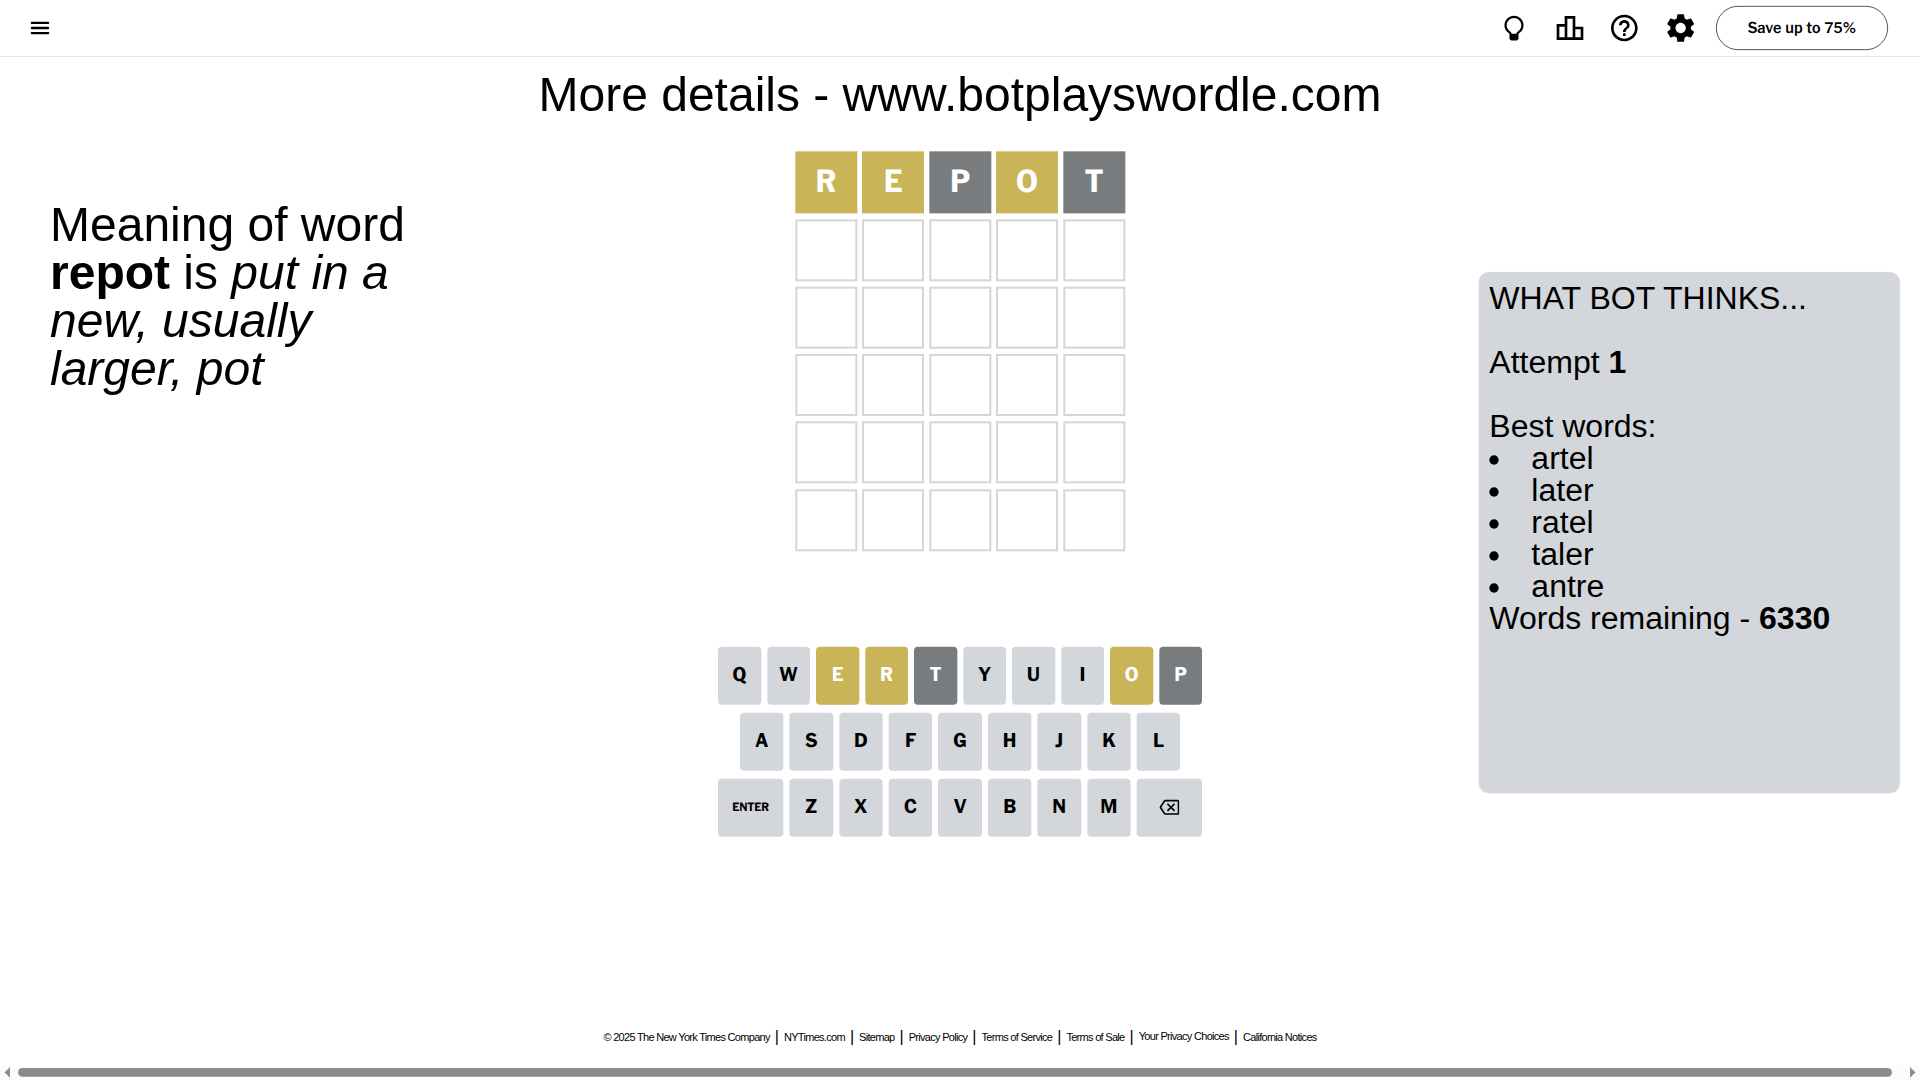 Save up to 75%
More details - www.botplayswordle.com
REPOT
Meaning of word
repot is put in a
new, usually
larger, pot
WHAT BOT THINKS...
Attempt 1
Best words:
• artel
• later
• ratel
• taler
• antre
Words remaining - 6330
Q W E R T Y U I O P
A S D F G H J K L
ENTER Z X C V B N M
© 2025 The New York Times Company | NYTimes.com | Sitemap | Privacy Policy | Terms of Service | Terms of Sale | Your Privacy Choices | California Notices